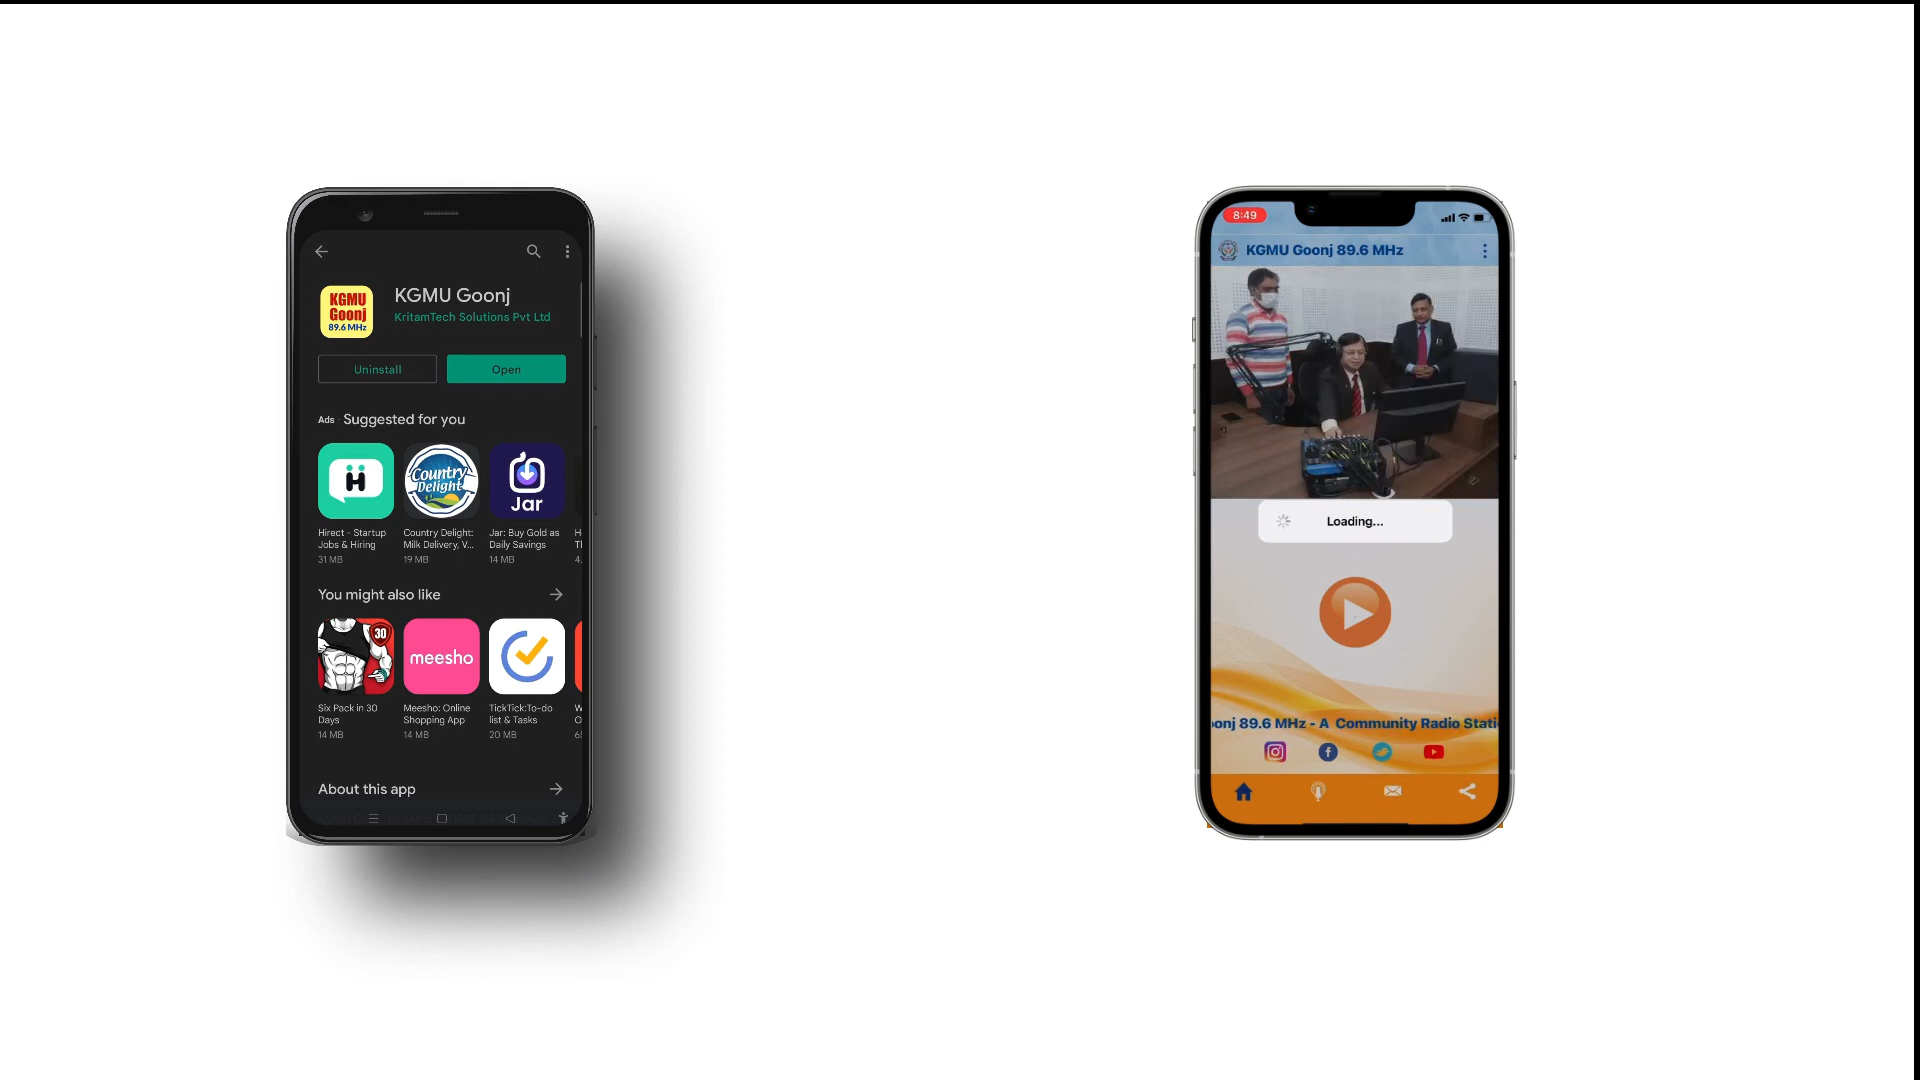 KGMU
Goonj
89.6 MHz
KGMU Goonj
KritamTech Solutions Pvt Ltd
Uninstall
Open
Ads · Suggested for you
Country
Delight
Jar
Hirect - Startup
Jobs & Hiring
31 MB
Country Delight:
Milk Delivery, V...
19 MB
Jar: Buy Gold as
Daily Savings
14 MB
H
Th
4.
You might also like
30
meesho
Six Pack in 30
Days
14 MB
Meesho: Online
Shopping App
14 MB
TickTick:To-do
list & Tasks
20 MB
W
O
About this app
8:49
KGMU Goonj 89.6 MHz
Loading...
oonj 89.6 MHz - A Community Radio Stati